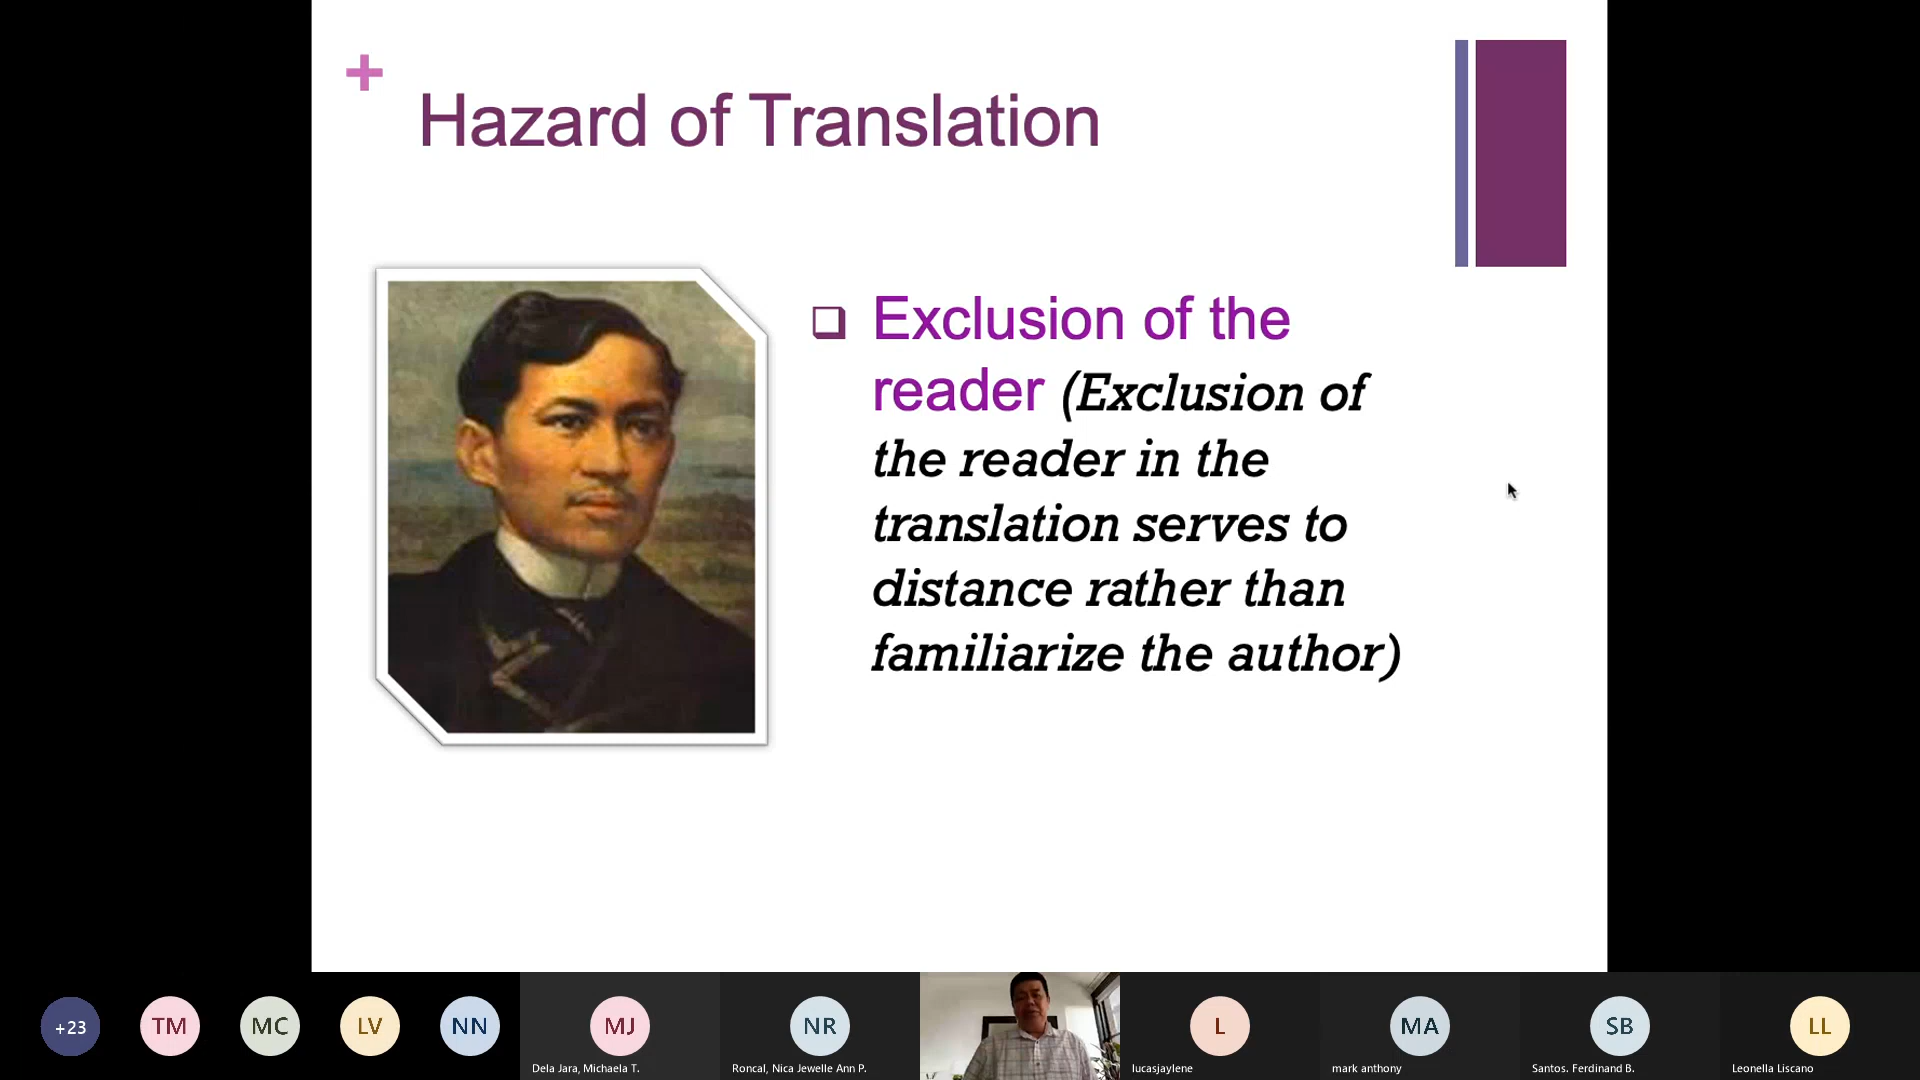 +
Hazard of Translation
Exclusion of the
reader (Exclusion of
the reader in the
translation serves to
distance rather than
familiarize the author)
+23
TM
MC
LV
NN
MJ
NR
L
MA
SB
LL
Dela Jara, Michaela T.
Roncal, Nica Jewelle Ann P.
lucasjaylene
mark anthony
Santos. Ferdinand B.
Leonella Liscano